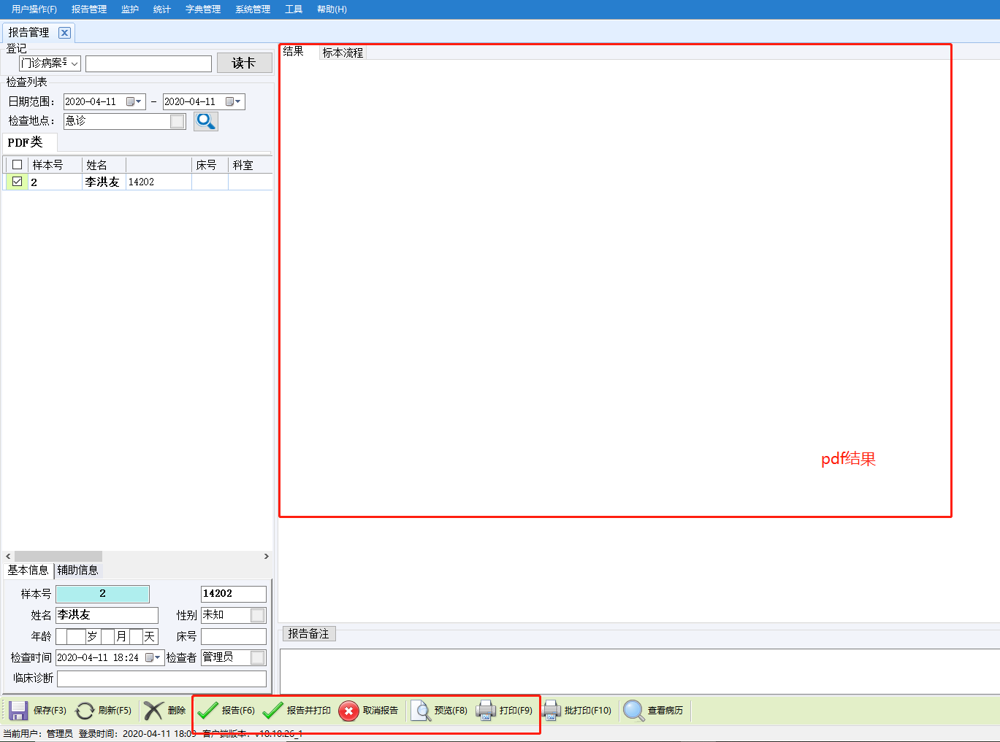 用户操作(F) 报告管理 监护 统计 字典管理 系统管理 工具 帮助(H)
报告管理
登记
门诊病案号 读卡
检查列表
日期范围： 2020-04-11 - 2020-04-11
检查地点： 急诊
PDF类
样本号 姓名 床号 科室
2 李洪友 14202
结果 标本流程
pdf结果
基本信息 辅助信息
样本号 2 14202
姓名 李洪友 性别 未知
年龄 岁 月 天 床号
检查时间 2020-04-11 18:24 检查者 管理员
临床诊断
报告备注
保存(F3) 刷新(F5) 删除 报告(F6) 报告并打印 取消报告 预览(F8) 打印(F9) 批打印(F10) 查看病历
当前用户： 管理员 登录时间： 2020-04-11 18:09 客户端版本： v18.10.26_1